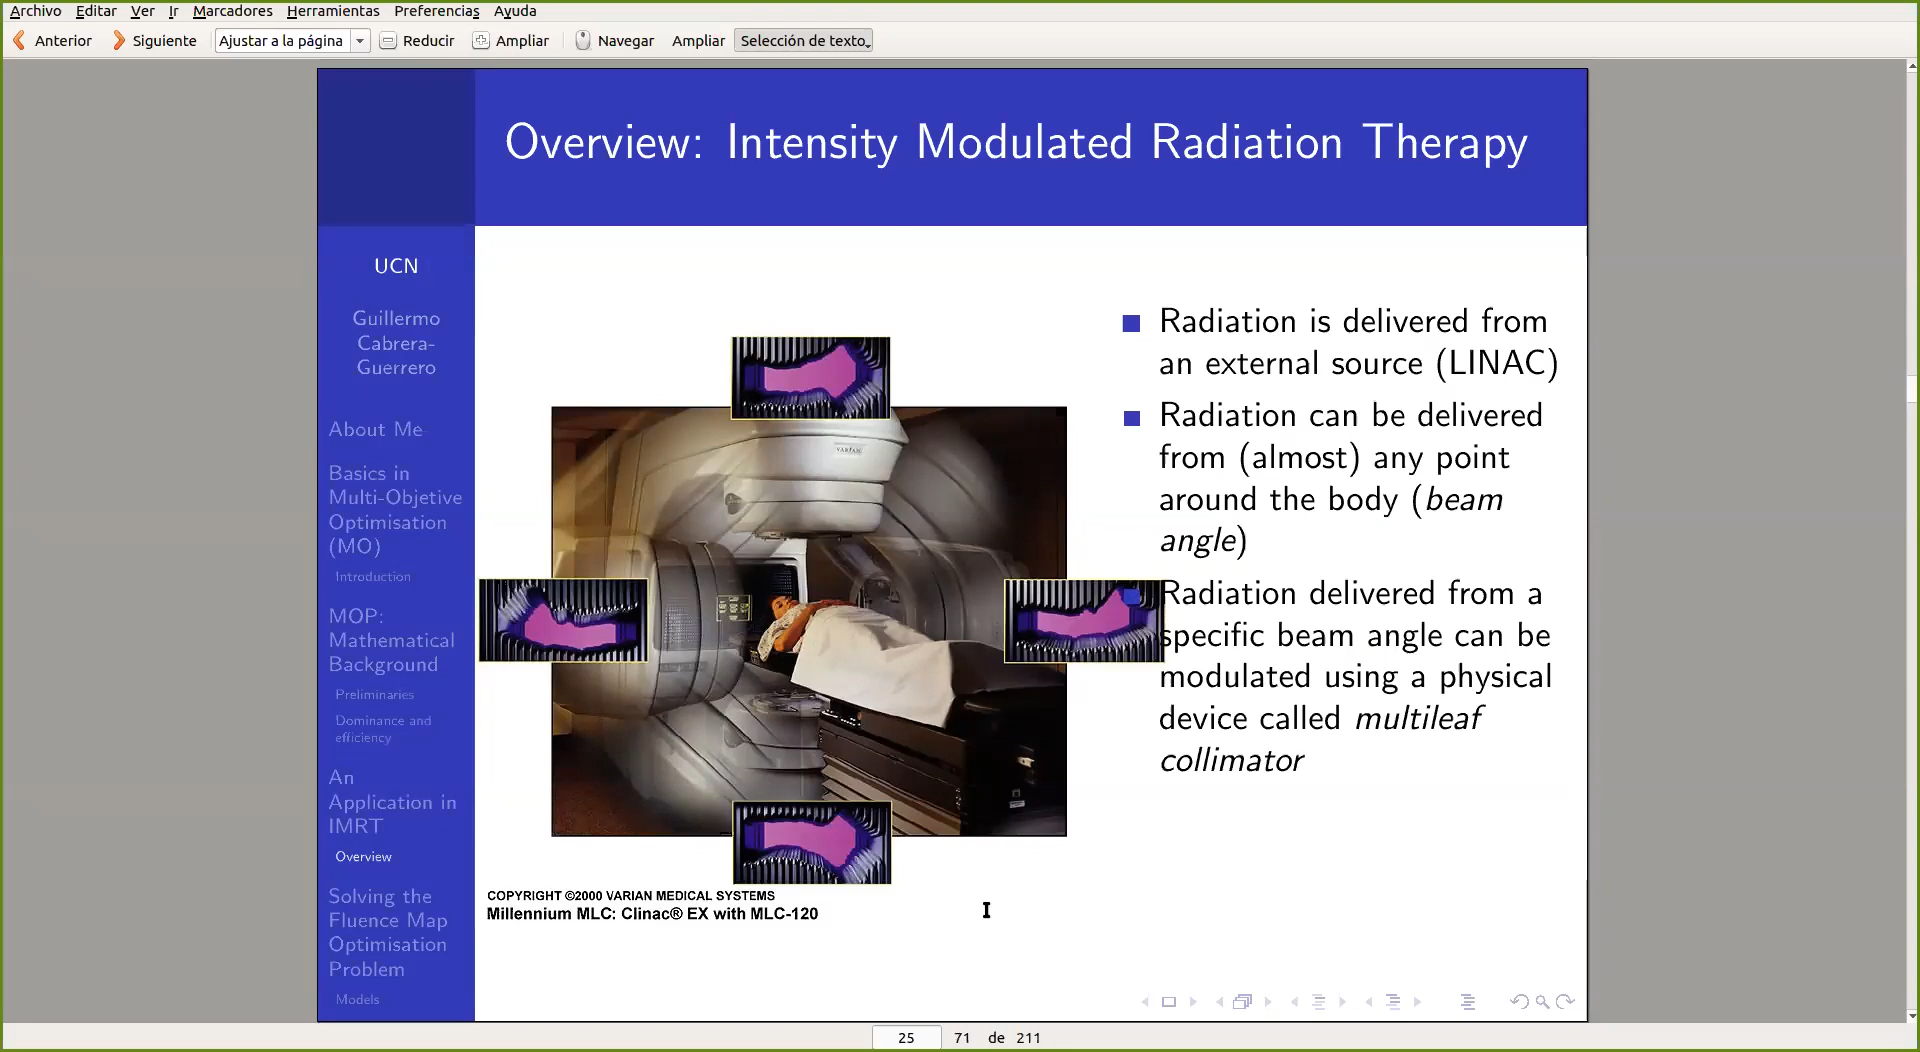 Archivo Editar Ver Ir Marcadores Herramientas Preferencias Ayuda
Anterior Siguiente Ajustar a la página Reducir Ampliar Navegar Ampliar Selección de texto
Overview: Intensity Modulated Radiation Therapy
UCN
Guillermo
Cabrera-
Guerrero
About Me
Basics in
Multi-Objetive
Optimisation
(MO)
Introduction
MOP:
Mathematical
Background
Preliminaries
Dominance and
efficiency
An
Application in
IMRT
Overview
Solving the
Fluence Map
Optimisation
Problem
Models
VARIAN
COPYRIGHT ©2000 VARIAN MEDICAL SYSTEMS
Millennium MLC: Clinac® EX with MLC-120
Radiation is delivered from
an external source (LINAC)
Radiation can be delivered
from (almost) any point
around the body (beam
angle)
Radiation delivered from a
specific beam angle can be
modulated using a physical
device called multileaf
collimator
25 71 de 211